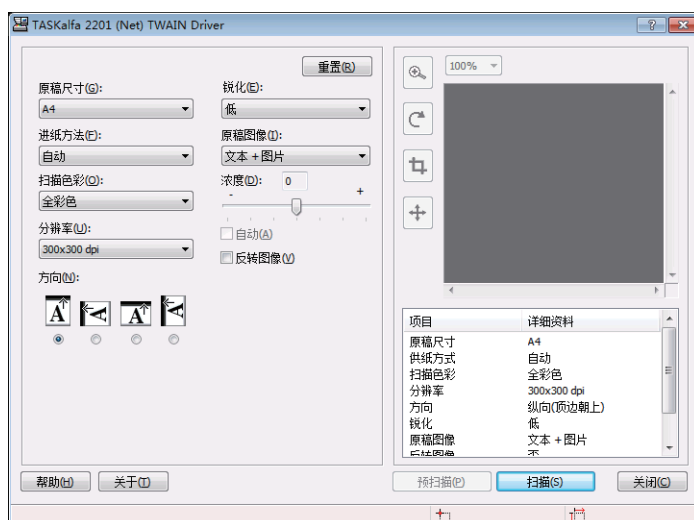 TASKalfa 2201 (Net) TWAIN Driver
重置(R)
原稿尺寸(G):
A4
进纸方法(F):
自动
扫描色彩(O):
全彩色
分辨率(U):
300x300 dpi
方向(N):
A A A A
锐化(E):
低
原稿图像(I):
文本 + 图片
浓度(D): 0
- +
自动(A)
反转图像(V)
100%
项目 详细资料
原稿尺寸 A4
供纸方式 自动
扫描色彩 全彩色
分辨率 300x300 dpi
方向 纵向(顶边朝上)
锐化 低
原稿图像 文本 + 图片
反转图像 否
帮助(H) 关于(T) 预扫描(P) 扫描(S) 关闭(C)